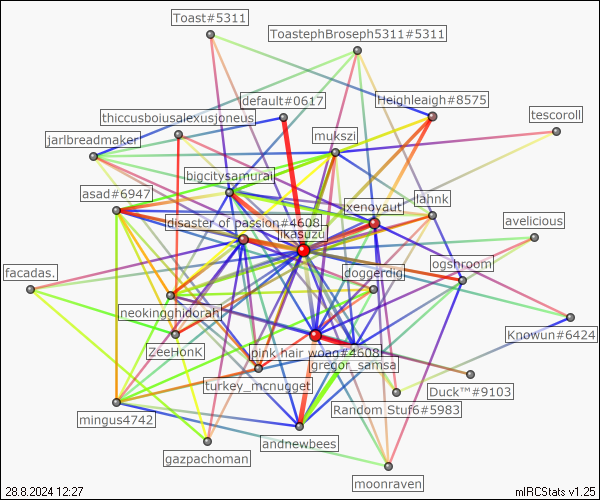 Toast#5311
ToastephBroseph5311#5311
default#0617
Heighleaigh#8575
thiccusboiusalexusjoneus
tescoroll
mukszi
jarlbreadmaker
bigcitysamurai
asad#6947
xenovaut
lahnk
disaster of passion#4608
ikasuzu
avelicious
ogshroom
facadas.
doggerdig
neokingghidorah
Knowun#6424
ZeeHonk
pink hair woag#4608
gregor_samsa
turkey_mcnugget
Duck™#9103
Random Stuf6#5983
mingus4742
andnewbees
gazpachoman
moonraven
28.8.2024 12:27
mIRCStats v1.25